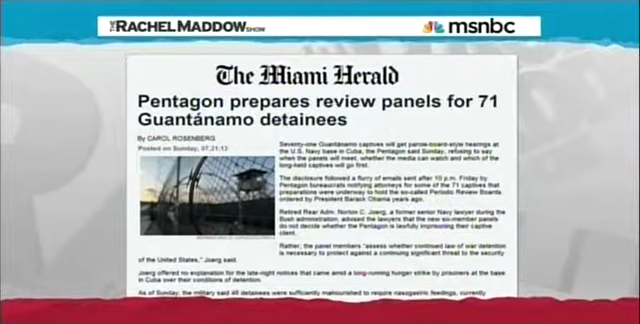 THE RACHEL MADDOW SHOW
msnbc
The Miami Herald
Pentagon prepares review panels for 71
Guantánamo detainees
By CAROL ROSENBERG
Posted on Sunday, 07.21.13
Seventy-one Guantánamo captives will get parole-board-style hearings
at the U.S. Navy base in Cuba, the Pentagon said Sunday, refusing to say
when the panels will meet, whether the media can watch and which of the
long-held captives will go first.
The disclosure followed a flurry of emails sent after 10 p.m. Friday by
Pentagon bureaucrats notifying attorneys for some of the 71 captives that
preparations were underway to hold the so-called Periodic Review Boards
ordered by President Barack Obama years ago.
Retired Rear Adm. Norton C. Joerg, a former senior Navy lawyer during the
Bush administration, advised the lawyers that the new six-member panels
do not decide whether the Pentagon is lawfully imprisoning their captive
client.
Rather, the panel members "assess whether continued law of war detention
is necessary to protect against a continuing significant threat to the security
of the United States," Joerg said.
Joerg offered no explanation for the late-night notices that came amid a long-running hunger strike by prisoners at the base
in Cuba over their conditions of detention.
As of Sunday, the military said 46 detainees were sufficiently malnourished to require nasogastric feedings, currently